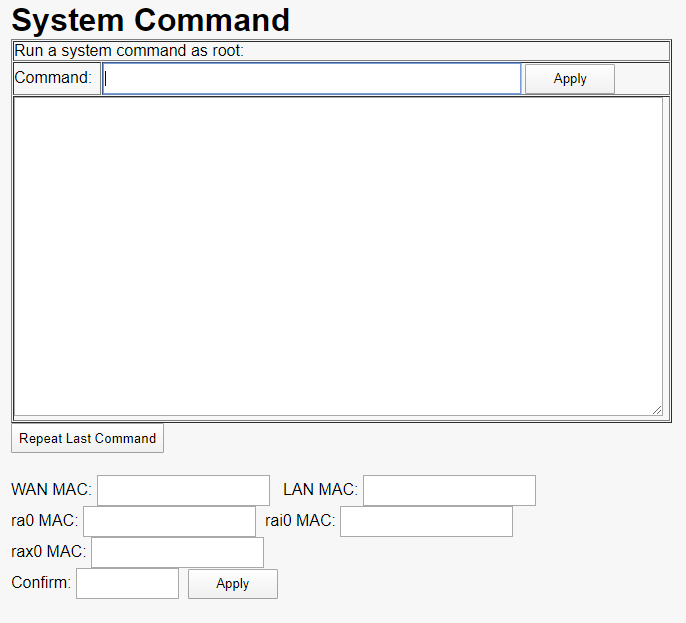 System Command
Run a system command as root:
Command: Apply
Repeat Last Command
WAN MAC: LAN MAC:
ra0 MAC: rai0 MAC:
rax0 MAC:
Confirm: Apply